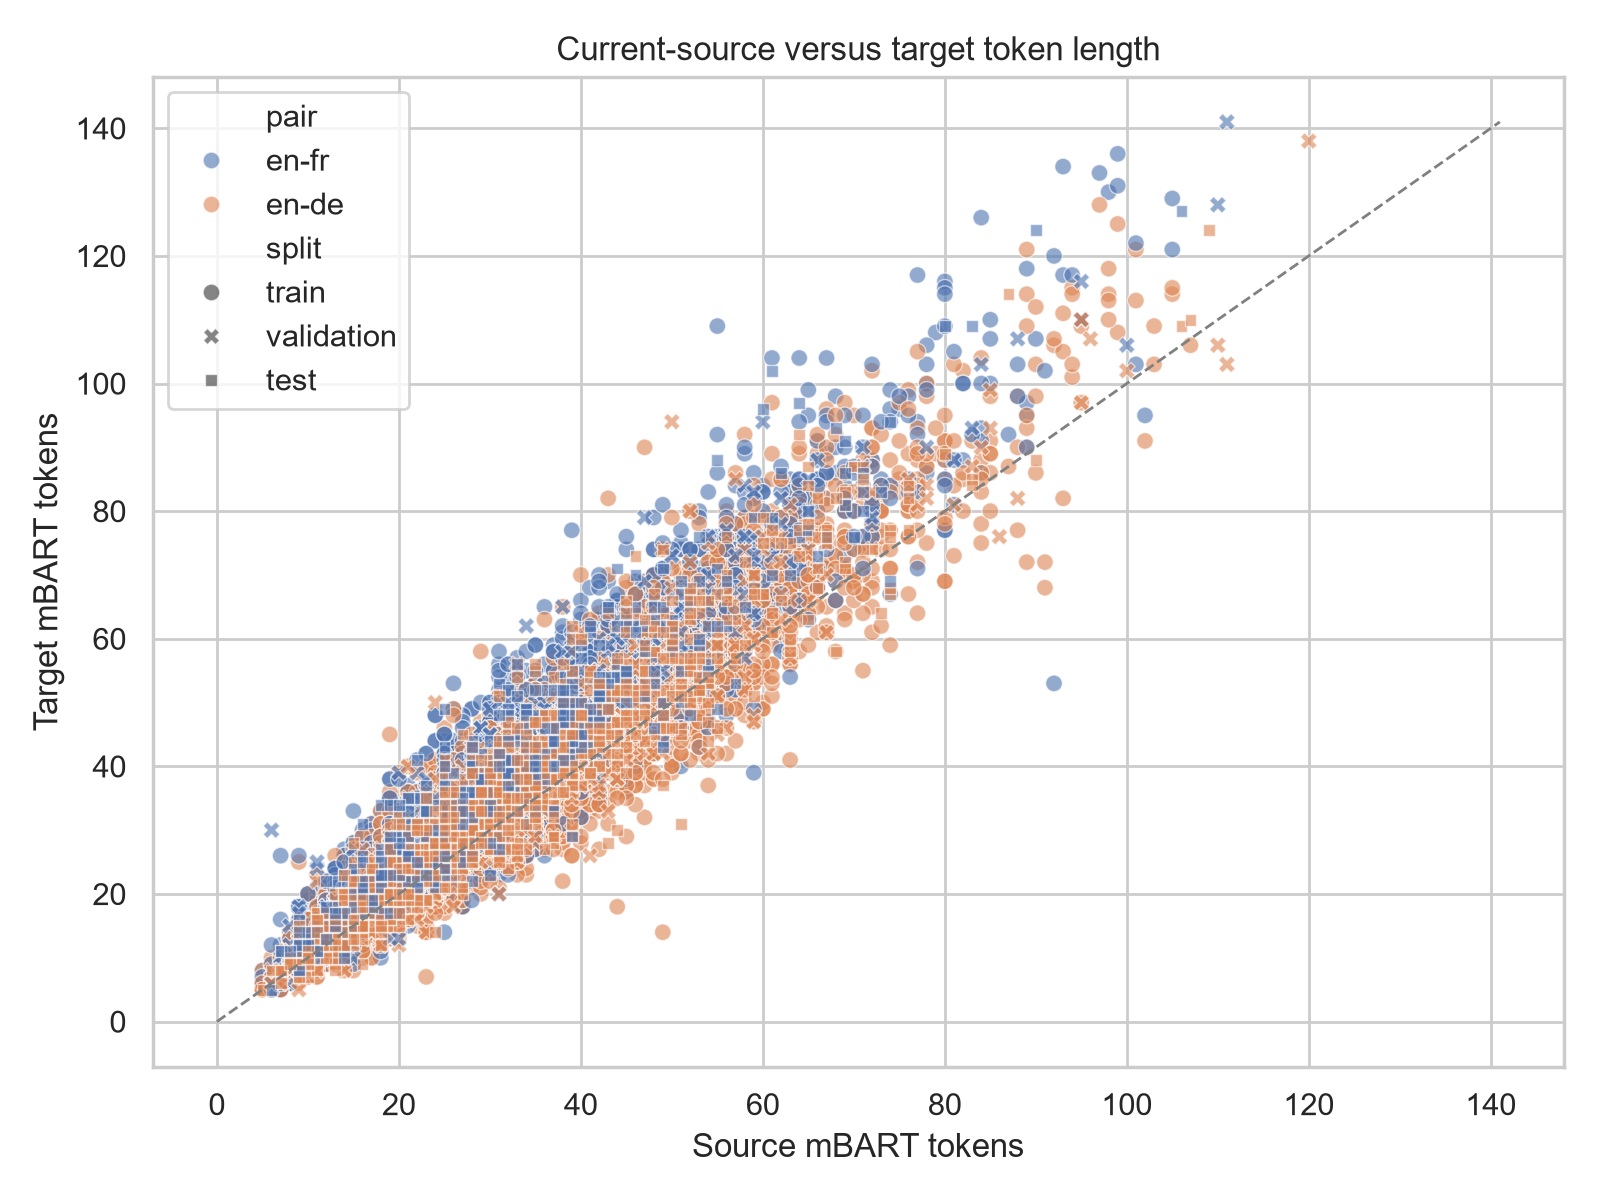 Current-source versus target token length
pair
en-fr
en-de
split
train
validation
test
140
120
100
80
60
40
20
0
Target mBART tokens
0 20 40 60 80 100 120 140
Source mBART tokens